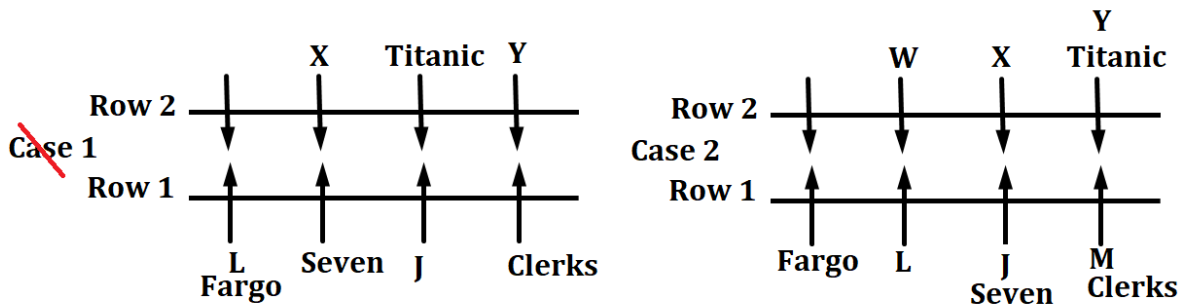 X Titanic Y
Row 2
Case 1
Row 1
L Seven J Clerks
Fargo
Y
W X Titanic
Row 2
Case 2
Row 1
Fargo L J M
Seven Clerks